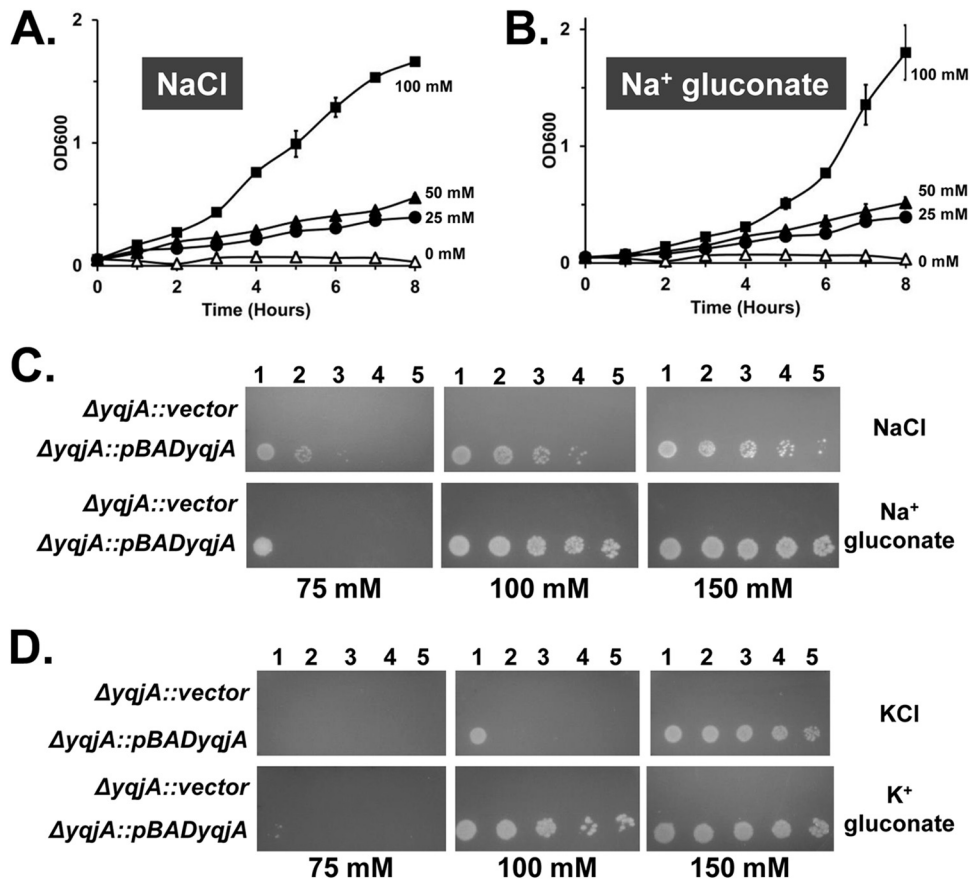 A.
B.
2
1
0
OD600
NaCl
100 mM
50 mM
25 mM
0 mM
0 2 4 6 8
Time (Hours)
2
1
0
OD600
Na⁺ gluconate
100 mM
50 mM
25 mM
0 mM
0 2 4 6 8
Time (Hours)
C.
1 2 3 4 5 1 2 3 4 5 1 2 3 4 5
ΔyqjA::vector
ΔyqjA::pBADyqjA
NaCl
ΔyqjA::vector
ΔyqjA::pBADyqjA
Na⁺
gluconate
75 mM 100 mM 150 mM
D.
1 2 3 4 5 1 2 3 4 5 1 2 3 4 5
ΔyqjA::vector
ΔyqjA::pBADyqjA
KCl
ΔyqjA::vector
ΔyqjA::pBADyqjA
K⁺
gluconate
75 mM 100 mM 150 mM